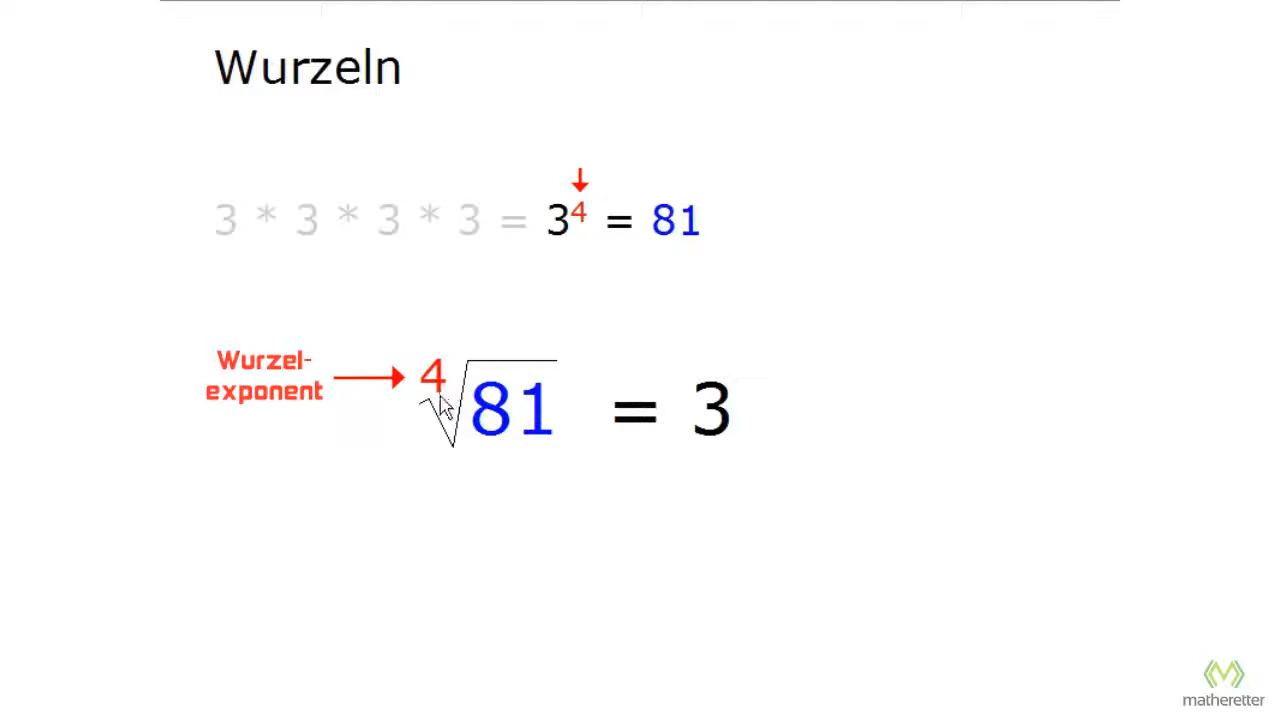 Wurzeln
3 * 3 * 3 * 3 = 3⁴ = 81
Wurzel-
exponent
⁴√81 = 3
matheretter